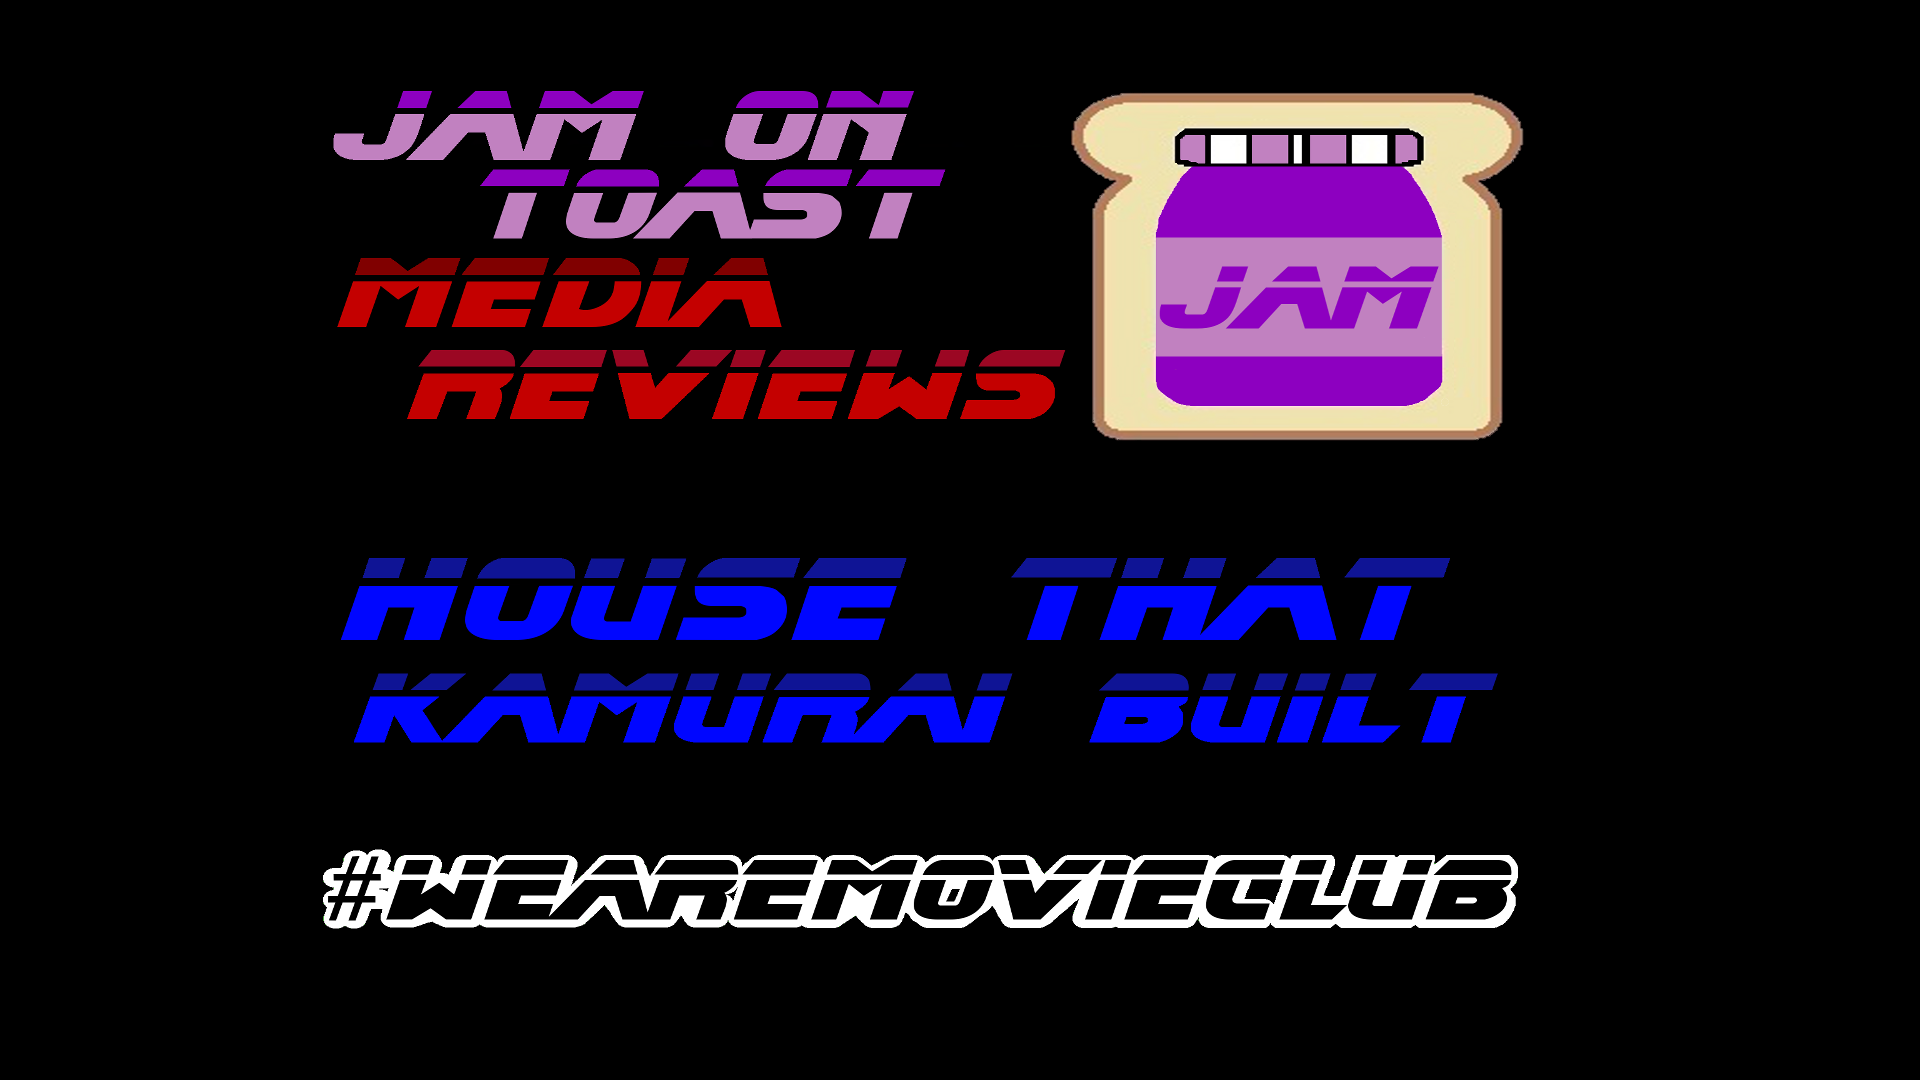 JAM ON
TOAST
MEDIA
REVIEWS
JAM
HOUSE THAT
KAMURAI BUILT
#WEAREMOVIECLUB